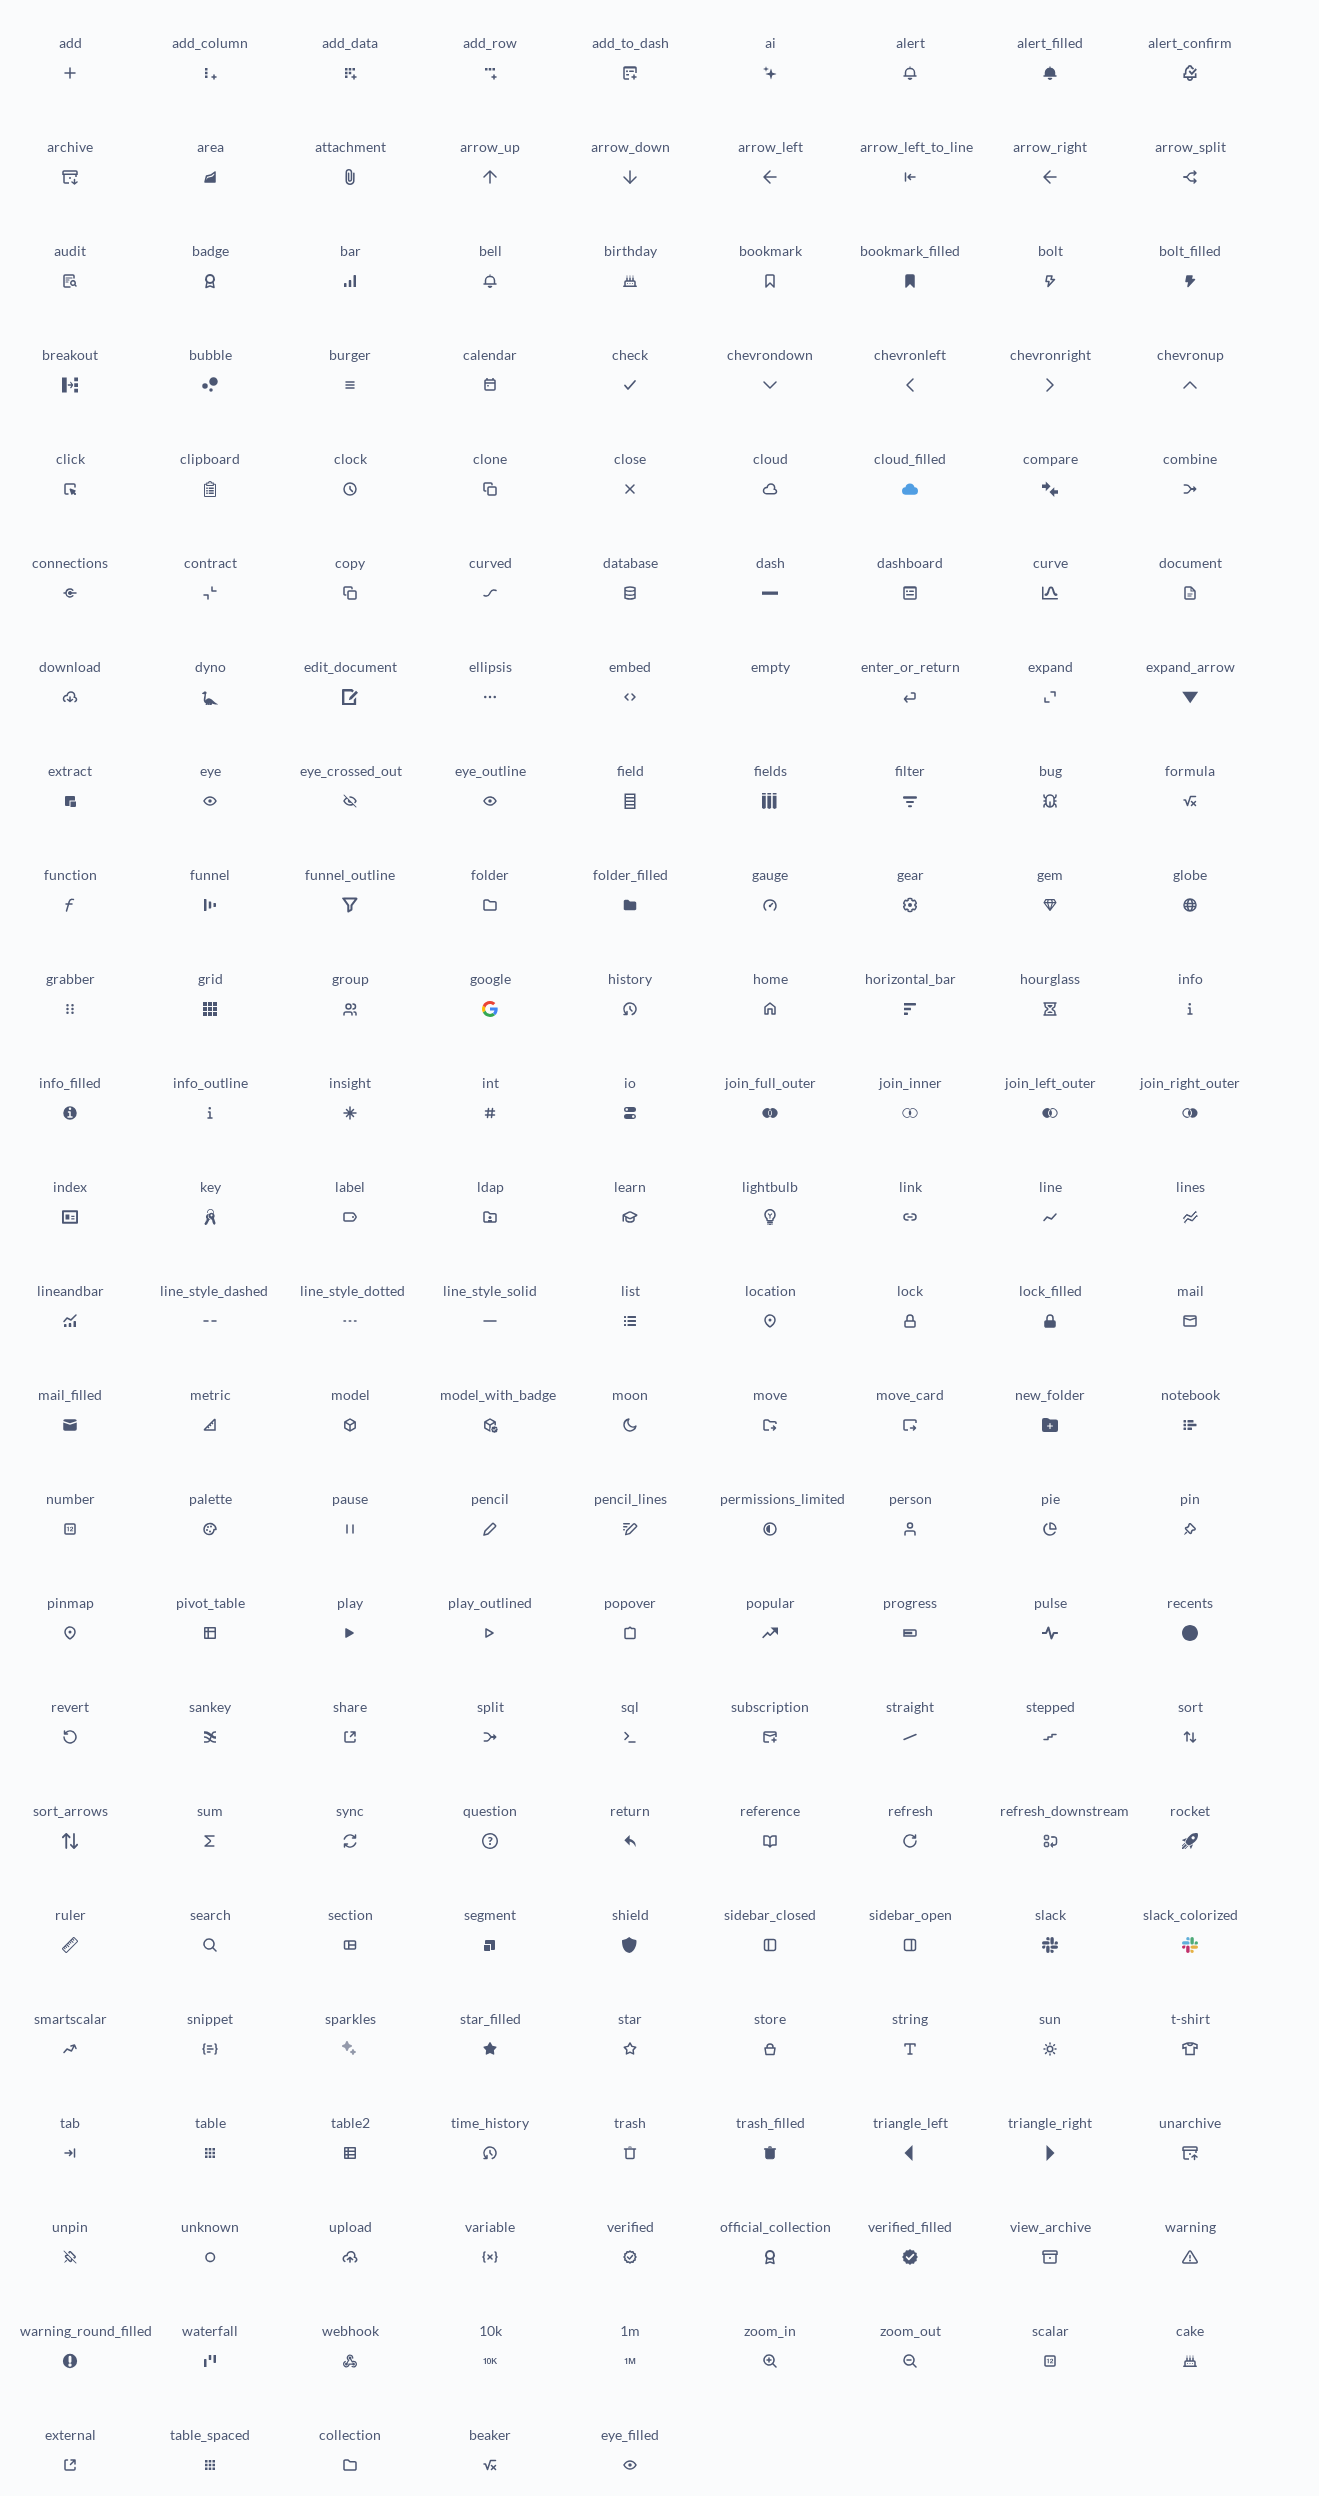 add add_column add_data add_row add_to_dash ai alert alert_filled alert_confirm
archive area attachment arrow_up arrow_down arrow_left arrow_left_to_line arrow_right arrow_split
audit badge bar bell birthday bookmark bookmark_filled bolt bolt_filled
breakout bubble burger calendar check chevrondown chevronleft chevronright chevronup
click clipboard clock clone close cloud cloud_filled compare combine
connections contract copy curved database dash dashboard curve document
download dyno edit_document ellipsis embed empty enter_or_return expand expand_arrow
extract eye eye_crossed_out eye_outline field fields filter bug formula
function funnel funnel_outline folder folder_filled gauge gear gem globe
grabber grid group google history home horizontal_bar hourglass info
info_filled info_outline insight int io join_full_outer join_inner join_left_outer join_right_outer
index key label ldap learn lightbulb link line lines
lineandbar line_style_dashed line_style_dotted line_style_solid list location lock lock_filled mail
mail_filled metric model model_with_badge moon move move_card new_folder notebook
number palette pause pencil pencil_lines permissions_limited person pie pin
12
pinmap pivot_table play play_outlined popover popular progress pulse recents
revert sankey share split sql subscription straight stepped sort
sort_arrows sum sync question return reference refresh refresh_downstream rocket
ruler search section segment shield sidebar_closed sidebar_open slack slack_colorized
smartscalar snippet sparkles star_filled star store string sun t-shirt
tab table table2 time_history trash trash_filled triangle_left triangle_right unarchive
unpin unknown upload variable verified official_collection verified_filled view_archive warning
warning_round_filled waterfall webhook 10k 1m zoom_in zoom_out scalar cake
10K 1M 12
external table_spaced collection beaker eye_filled